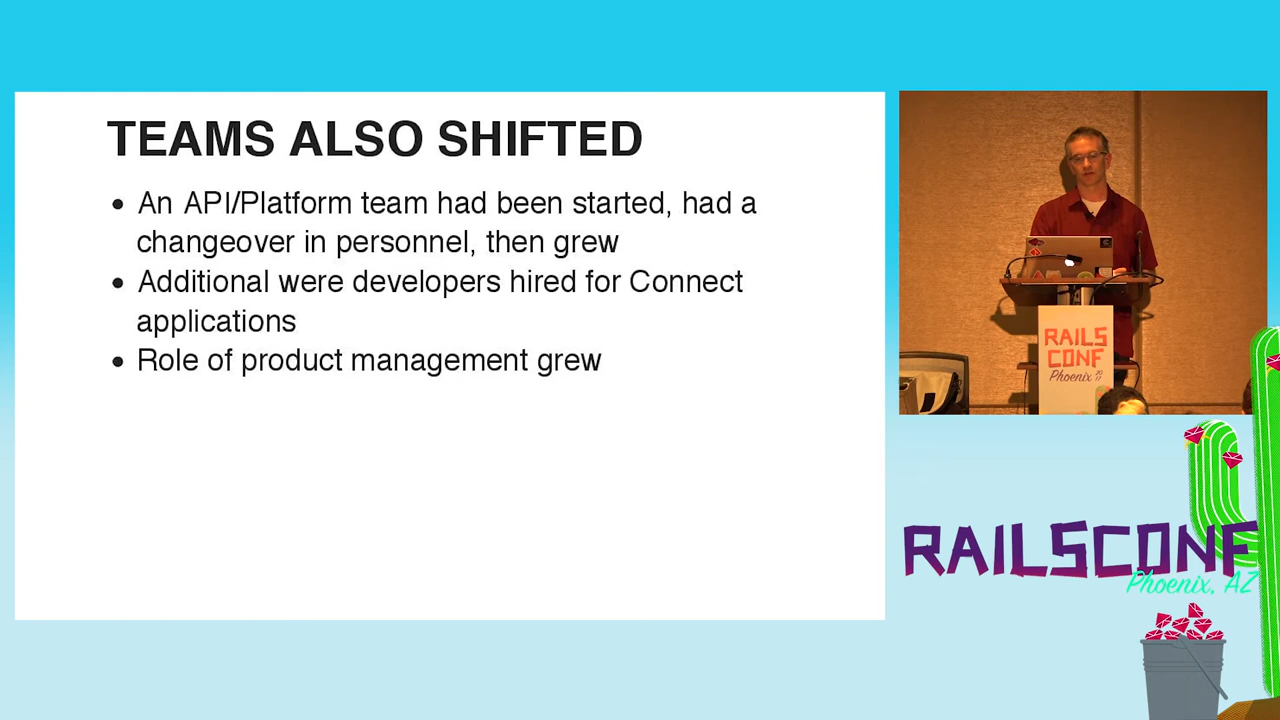 TEAMS ALSO SHIFTED
• An API/Platform team had been started, had a
changeover in personnel, then grew
• Additional were developers hired for Connect
applications
• Role of product management grew
RAILS
CONF
Phoenix 2017
RAILSCONF
Phoenix, AZ